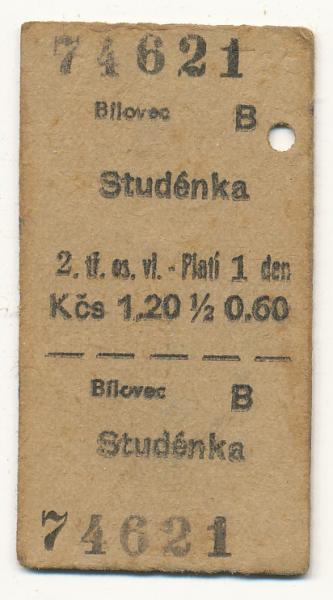 74621
Bílovec B
Studénka
2. tř. os. vl. - Platí 1 den
Kčs 1.20 ½ 0.60
Bílovec B
Studénka
74621